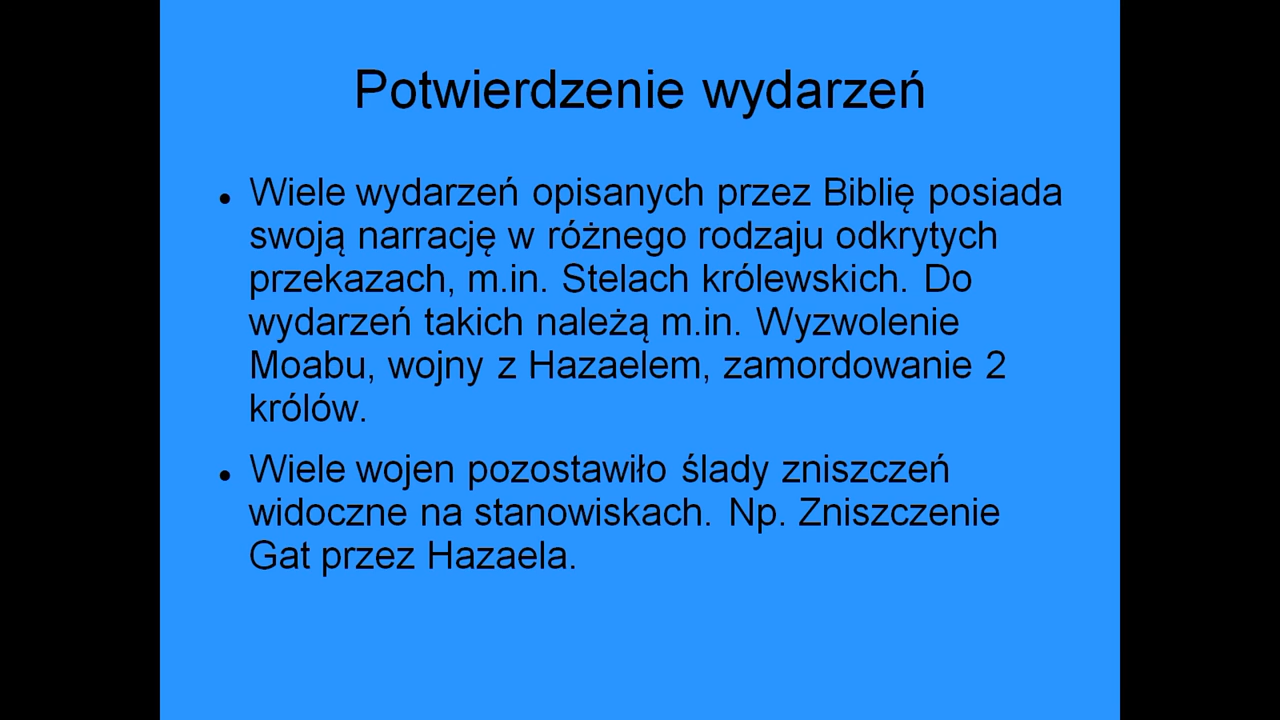 Potwierdzenie wydarzeń
• Wiele wydarzeń opisanych przez Biblię posiada
swoją narrację w różnego rodzaju odkrytych
przekazach, m.in. Stelach królewskich. Do
wydarzeń takich należą m.in. Wyzwolenie
Moabu, wojny z Hazaelem, zamordowanie 2
królów.
• Wiele wojen pozostawiło ślady zniszczeń
widoczne na stanowiskach. Np. Zniszczenie
Gat przez Hazaela.